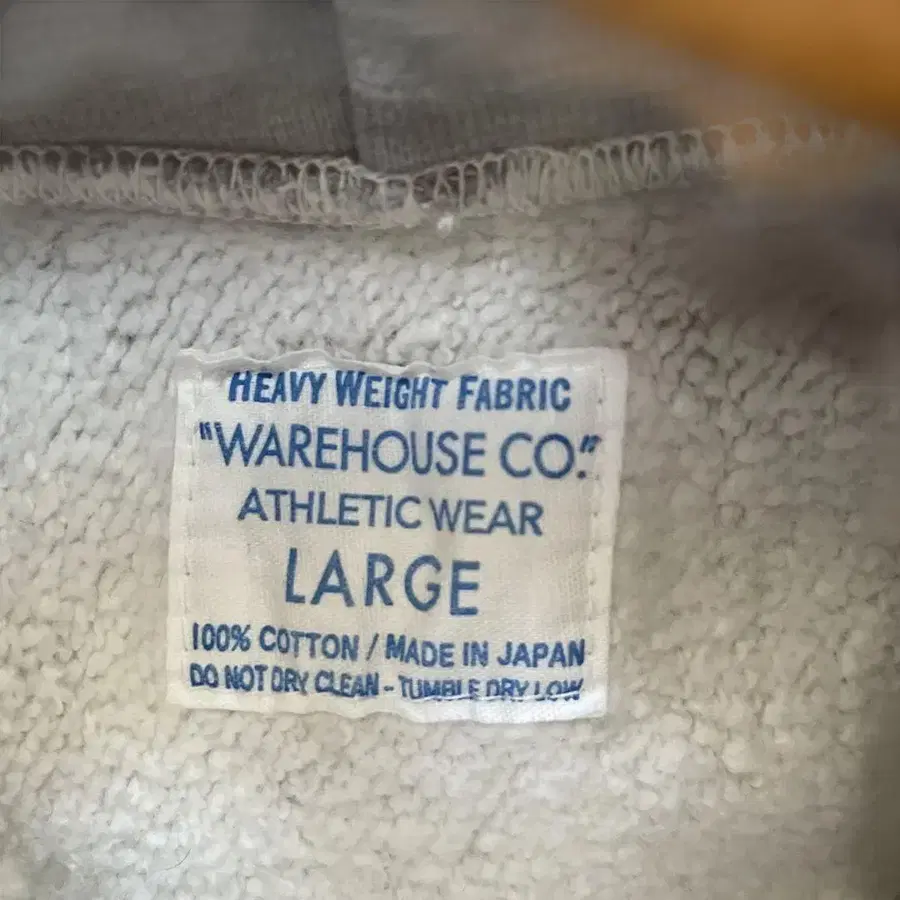 HEAVY WEIGHT FABRIC
"WAREHOUSE CO."
ATHLETIC WEAR
LARGE
100% COTTON / MADE IN JAPAN
DO NOT DRY CLEAN - TUMBLE DRY LOW